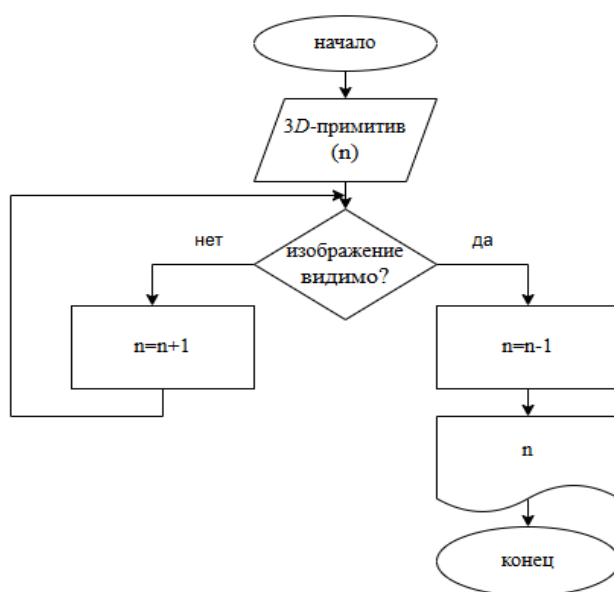 начало
3D-примитив
(n)
нет
изображение
видимо?
да
n=n+1
n=n-1
n
конец